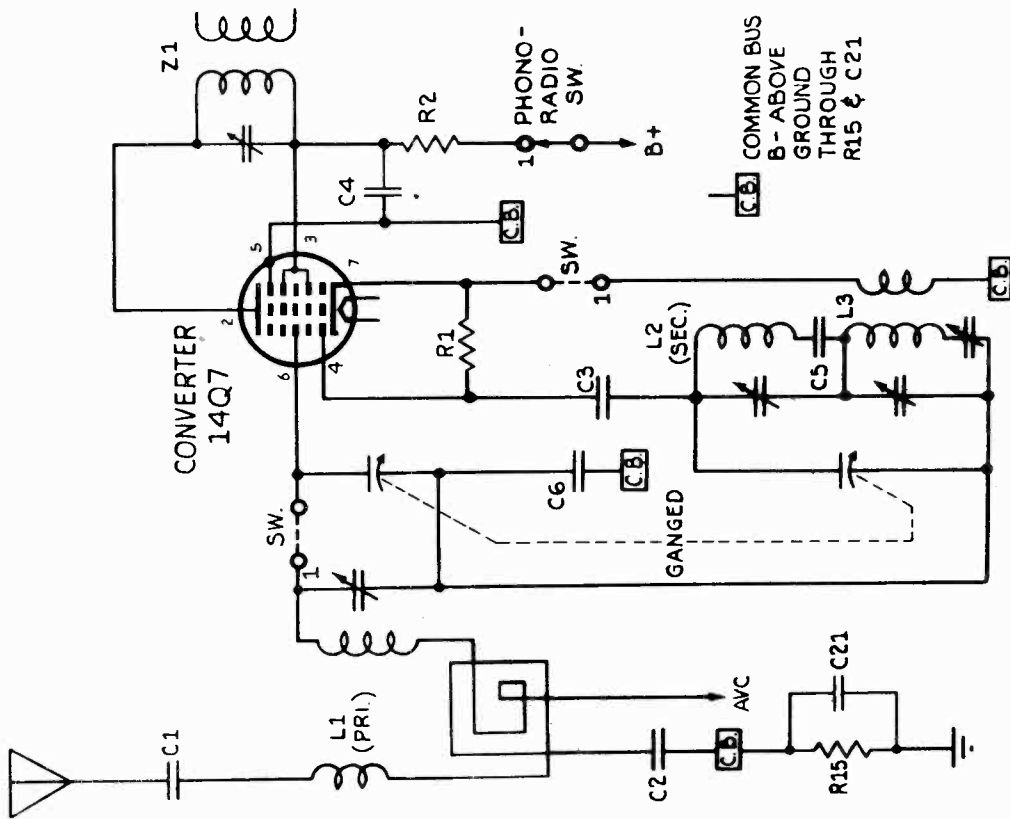 Z1
CONVERTER
14Q7
2
5
3
6
4
7
C4
R2
1
PHONO-
RADIO
SW.
B+
C.B.
C.B.
COMMON BUS
B- ABOVE
GROUND
THROUGH
R15 & C21
SW.
1
R1
SW.
1
C3
L2
(SEC.)
C5
L3
C.B.
C6
C.B.
GANGED
C1
L1
(PRI.)
AVC
C2
C.B.
R15
C21